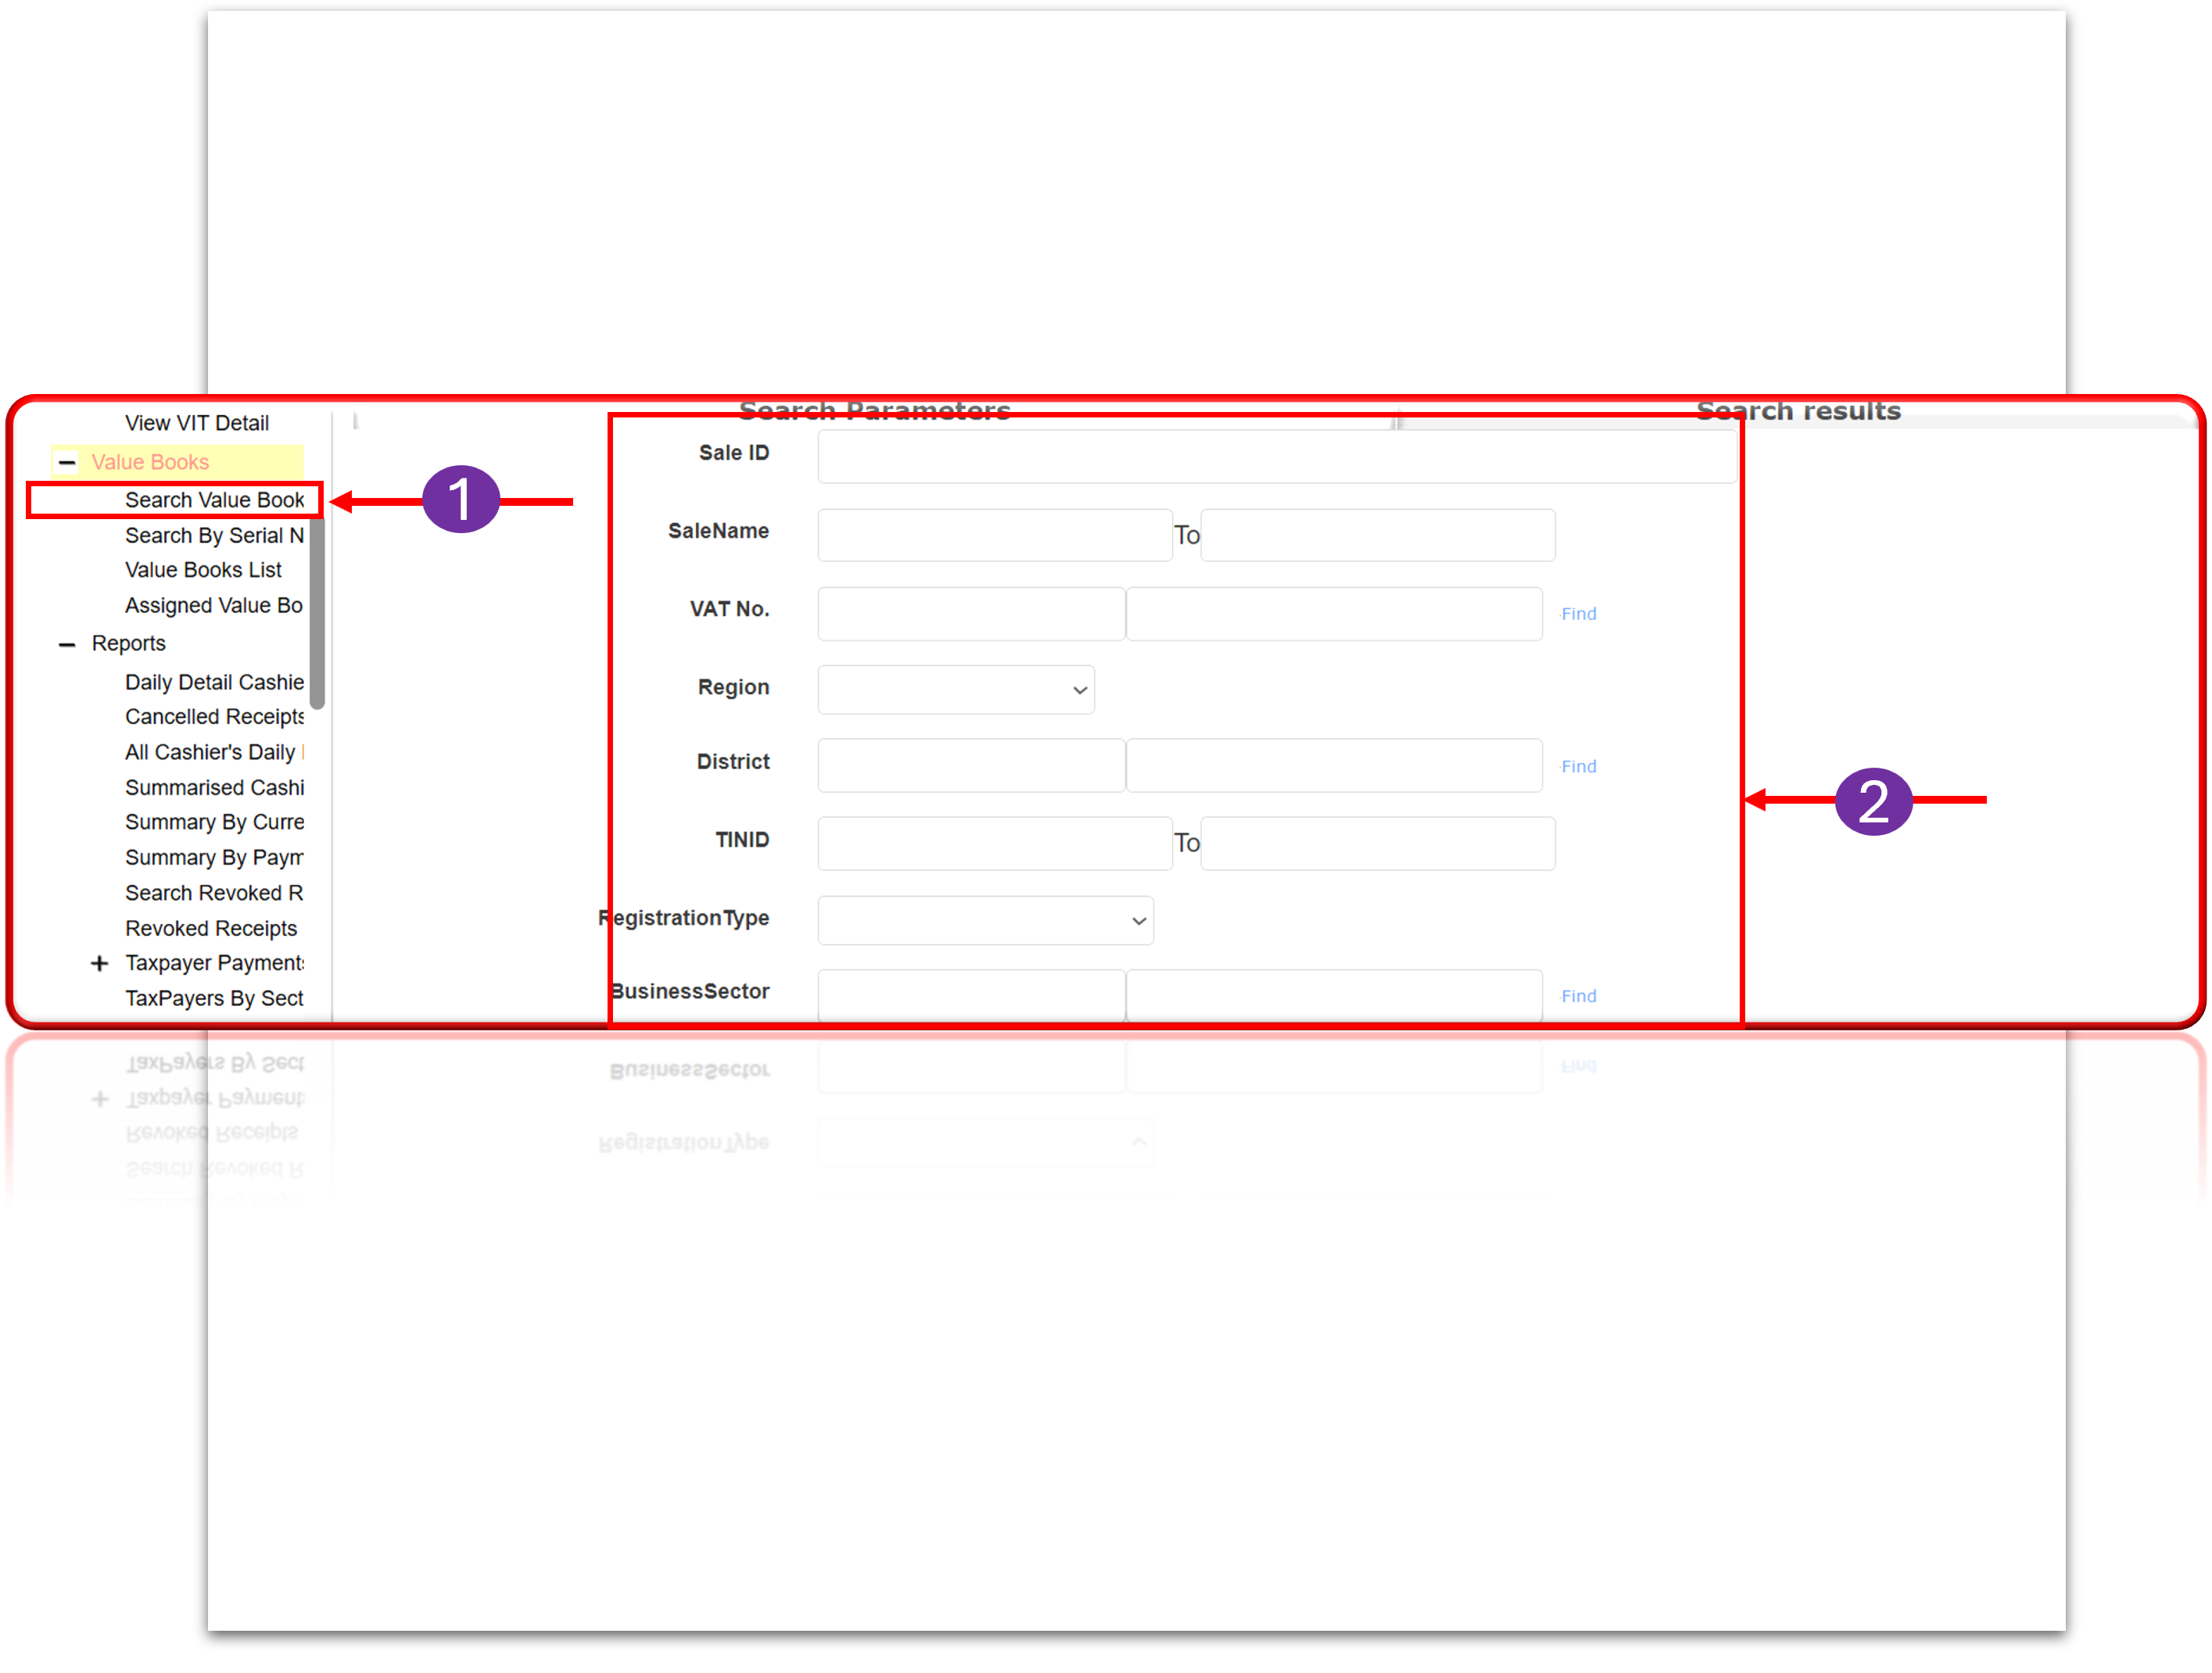 View VIT Detail
Value Books
Search Value Book
Search By Serial N
Value Books List
Assigned Value Bo
Reports
Daily Detail Cashie
Cancelled Receipts
All Cashier's Daily
Summarised Cashi
Summary By Curre
Summary By Paym
Search Revoked R
Revoked Receipts
Taxpayer Payments
TaxPayers By Sect
1
Search Parameters
Search results
Sale ID
SaleName To
VAT No. Find
Region
District Find
TINID To
RegistrationType
BusinessSector Find
2